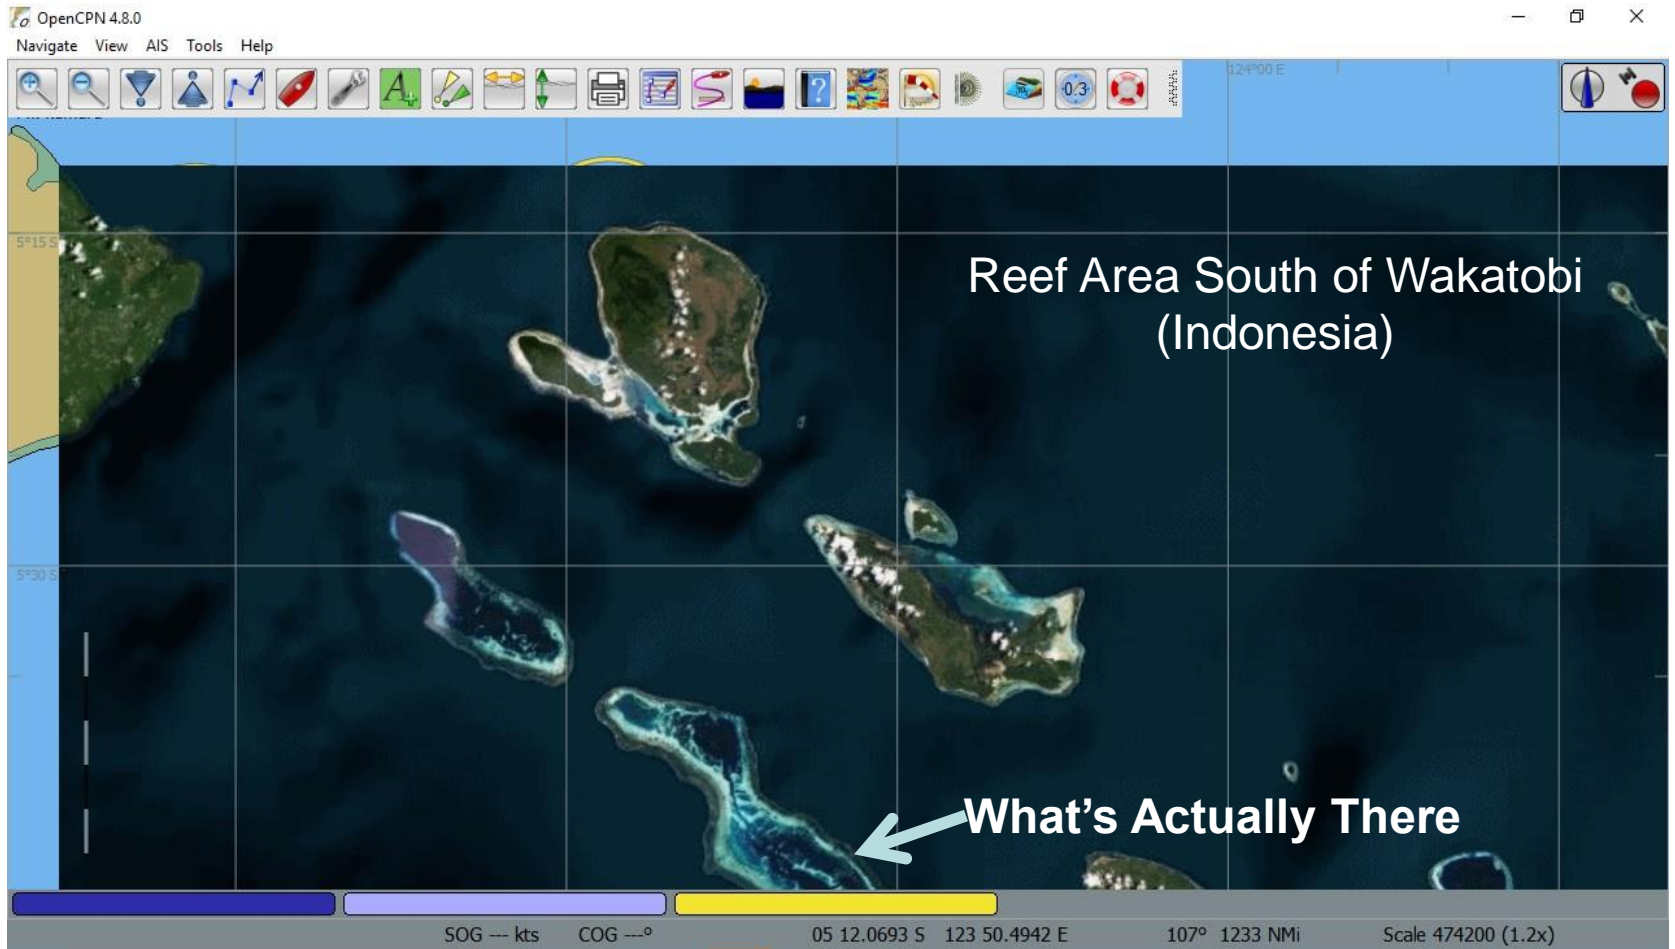 OpenCPN 4.8.0
Navigate View AIS Tools Help
124°00 E
5°15 S
Reef Area South of Wakatobi
(Indonesia)
5°30 S
What's Actually There
SOG --- kts COG ---° 05 12.0693 S 123 50.4942 E 107° 1233 NMi Scale 474200 (1.2x)